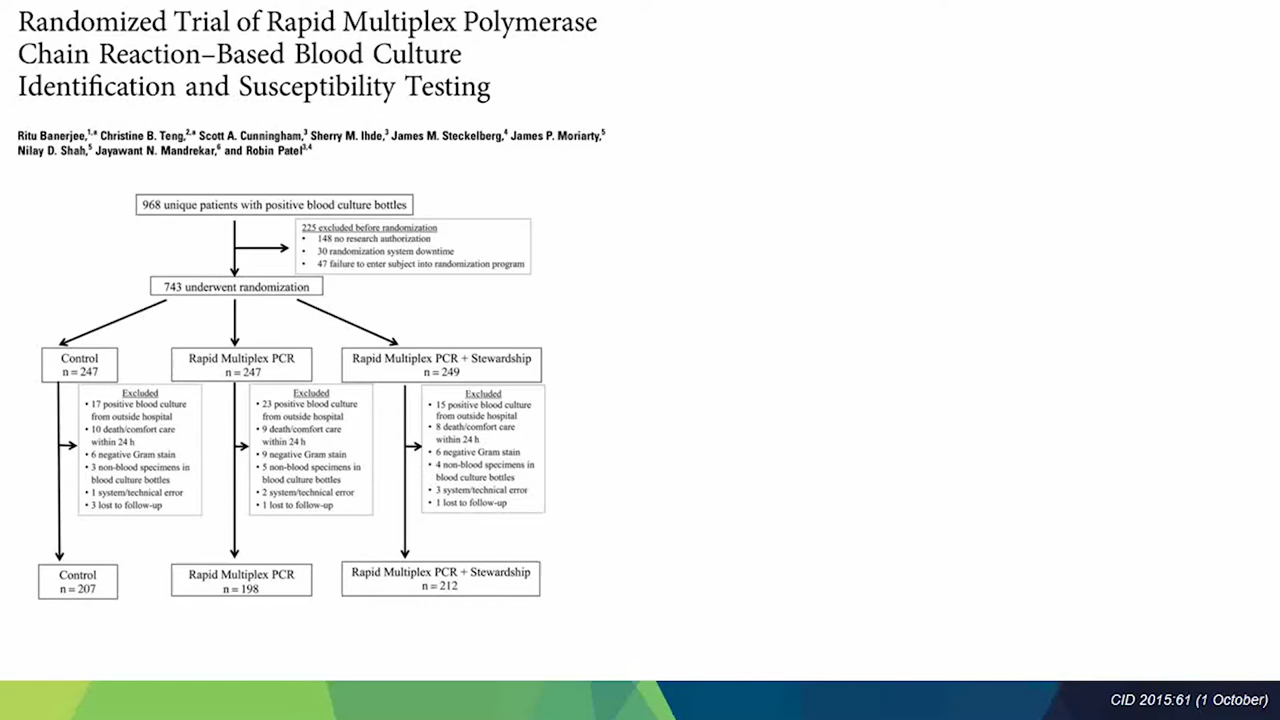 Randomized Trial of Rapid Multiplex Polymerase
Chain Reaction–Based Blood Culture
Identification and Susceptibility Testing
Ritu Banerjee,1,a Christine B. Teng,2,a Scott A. Cunningham,3 Sherry M. Ihde,3 James M. Steckelberg,4 James P. Moriarty,5
Nilay D. Shah,5 Jayawant N. Mandrekar,6 and Robin Patel3,4
968 unique patients with positive blood culture bottles
225 excluded before randomization
• 148 no research authorization
• 30 randomization system downtime
• 47 failure to enter subject into randomization program
743 underwent randomization
Control
n = 247
Rapid Multiplex PCR
n = 247
Rapid Multiplex PCR + Stewardship
n = 249
Excluded
• 17 positive blood culture
from outside hospital
• 10 death/comfort care
within 24 h
• 6 negative Gram stain
• 3 non-blood specimens in
blood culture bottles
• 1 system/technical error
• 3 lost to follow-up
Excluded
• 23 positive blood culture
from outside hospital
• 9 death/comfort care
within 24 h
• 9 negative Gram stain
• 5 non-blood specimens in
blood culture bottles
• 2 system/technical error
• 1 lost to follow-up
Excluded
• 15 positive blood culture
from outside hospital
• 8 death/comfort care
within 24 h
• 6 negative Gram stain
• 4 non-blood specimens in
blood culture bottles
• 3 system/technical error
• 1 lost to follow-up
Control
n = 207
Rapid Multiplex PCR
n = 198
Rapid Multiplex PCR + Stewardship
n = 212
CID 2015:61 (1 October)